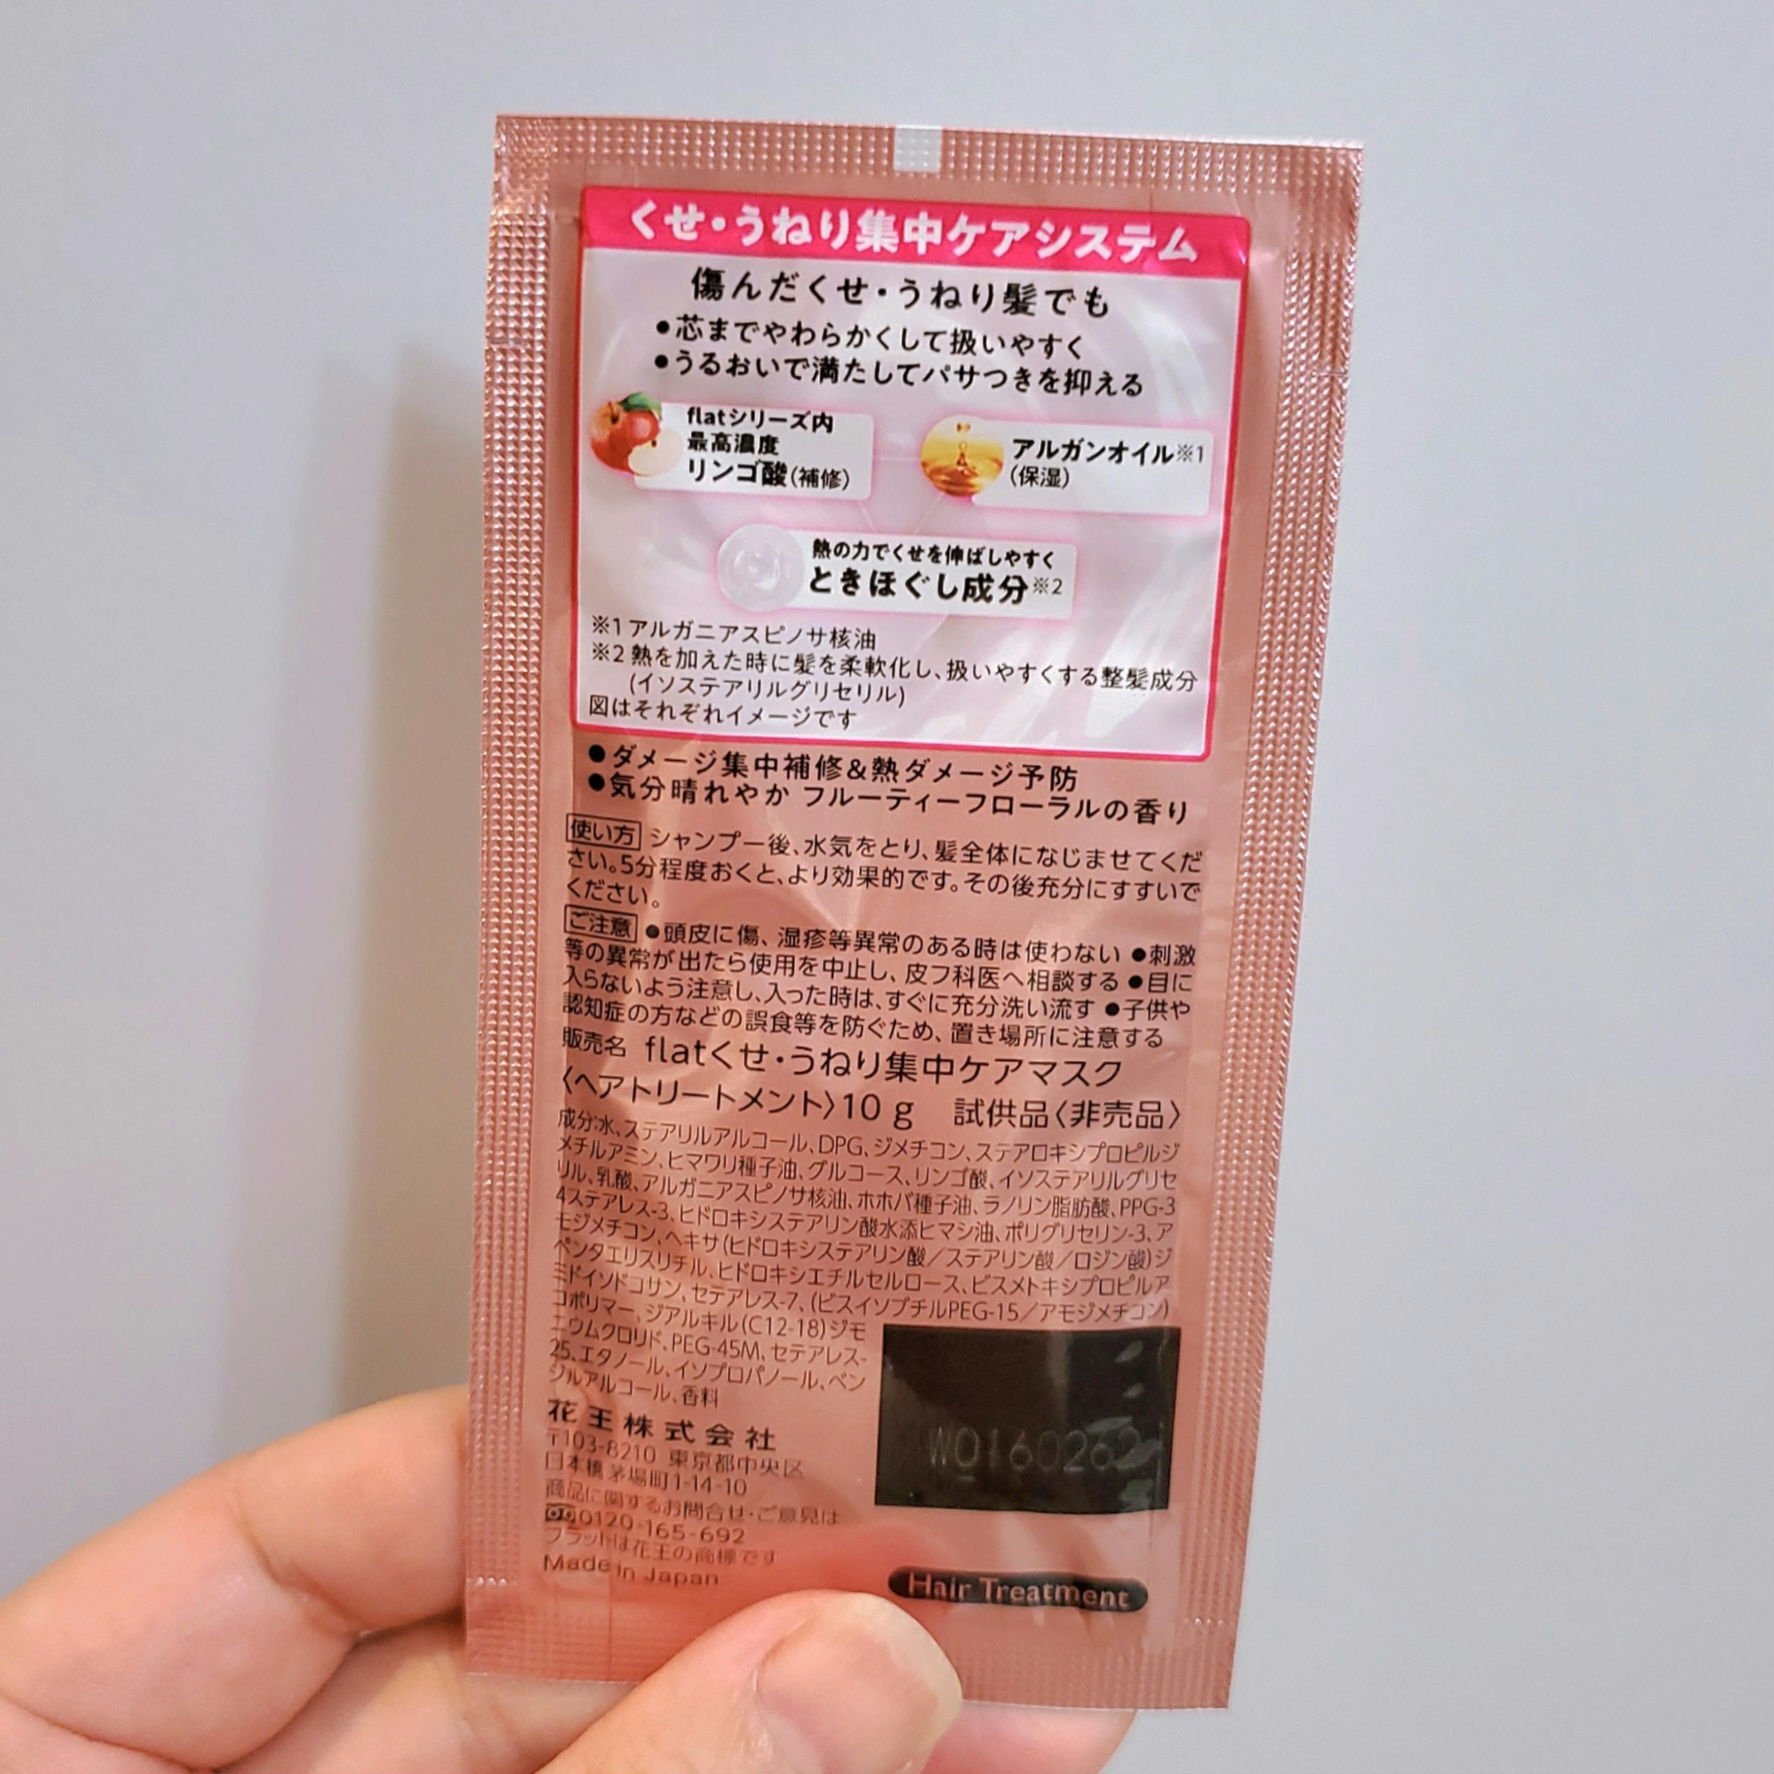 くせ・うねり集中ケアシステム
傷んだくせ・うねり髪でも
●芯までやわらかくして扱いやすく
●うるおいで満たしてパサつきを抑える
flatシリーズ内
最高濃度
リンゴ酸(補修)
アルガンオイル※1
(保湿)
熱の力でくせを伸ばしやすく
ときほぐし成分※2
※1アルガニアスピノサ核油
※2熱を加えた時に髪を柔軟化し、扱いやすくする整髪成分
(イソステアリルグリセリル)
図はそれぞれイメージです
●ダメージ集中補修&熱ダメージ予防
●気分晴れやか フルーティーフローラルの香り
使い方 シャンプー後、水気をとり、髪全体になじませてくだ
さい。5分程度おくと、より効果的です。その後充分にすすいで
ください。
ご注意 ●頭皮に傷、湿疹等異常のある時は使わない ●刺激
等の異常が出たら使用を中止し、皮フ科医へ相談する ●目に
入らないよう注意し、入った時は、すぐに充分洗い流す ●子供や
認知症の方などの誤食等を防ぐため、置き場所に注意する
販売名 flatくせ・うねり集中ケアマスク
〈ヘアトリートメント〉10g 試供品〈非売品〉
成分:水、ステアリルアルコール、DPG、ジメチコン、ステアロキシプロピルジ
メチルアミン、ヒマワリ種子油、グルコース、リンゴ酸、イソステアリルグリセ
リル、乳酸、アルガニアスピノサ核油、ホホバ種子油、ラノリン脂肪酸、PPG-3
4ステアレス-3、ヒドロキシステアリン酸水添ヒマシ油、ポリグリセリン-3、ア
モジメチコン、ヘキサ(ヒドロキシステアリン酸/ステアリン酸/ロジン酸)ジ
ペンタエリスリチル、ヒドロキシエチルセルロース、ビスメトキシプロピルア
ミドイソドコサン、セテアレス-7、(ビスイソブチルPEG-15/アモジメチコン)
コポリマー、ジアルキル(C12-18)ジモ
ニウムクロリド、PEG-45M、セテアレス-
25、エタノール、イソプロパノール、ベン
ジルアルコール、香料
花王株式会社
〒103-8210 東京都中央区
日本橋茅場町1-14-10
商品に関するお問合せ・ご意見は
0120-165-692
フラットは花王の商標です
Made in Japan
W0160262
Hair Treatment